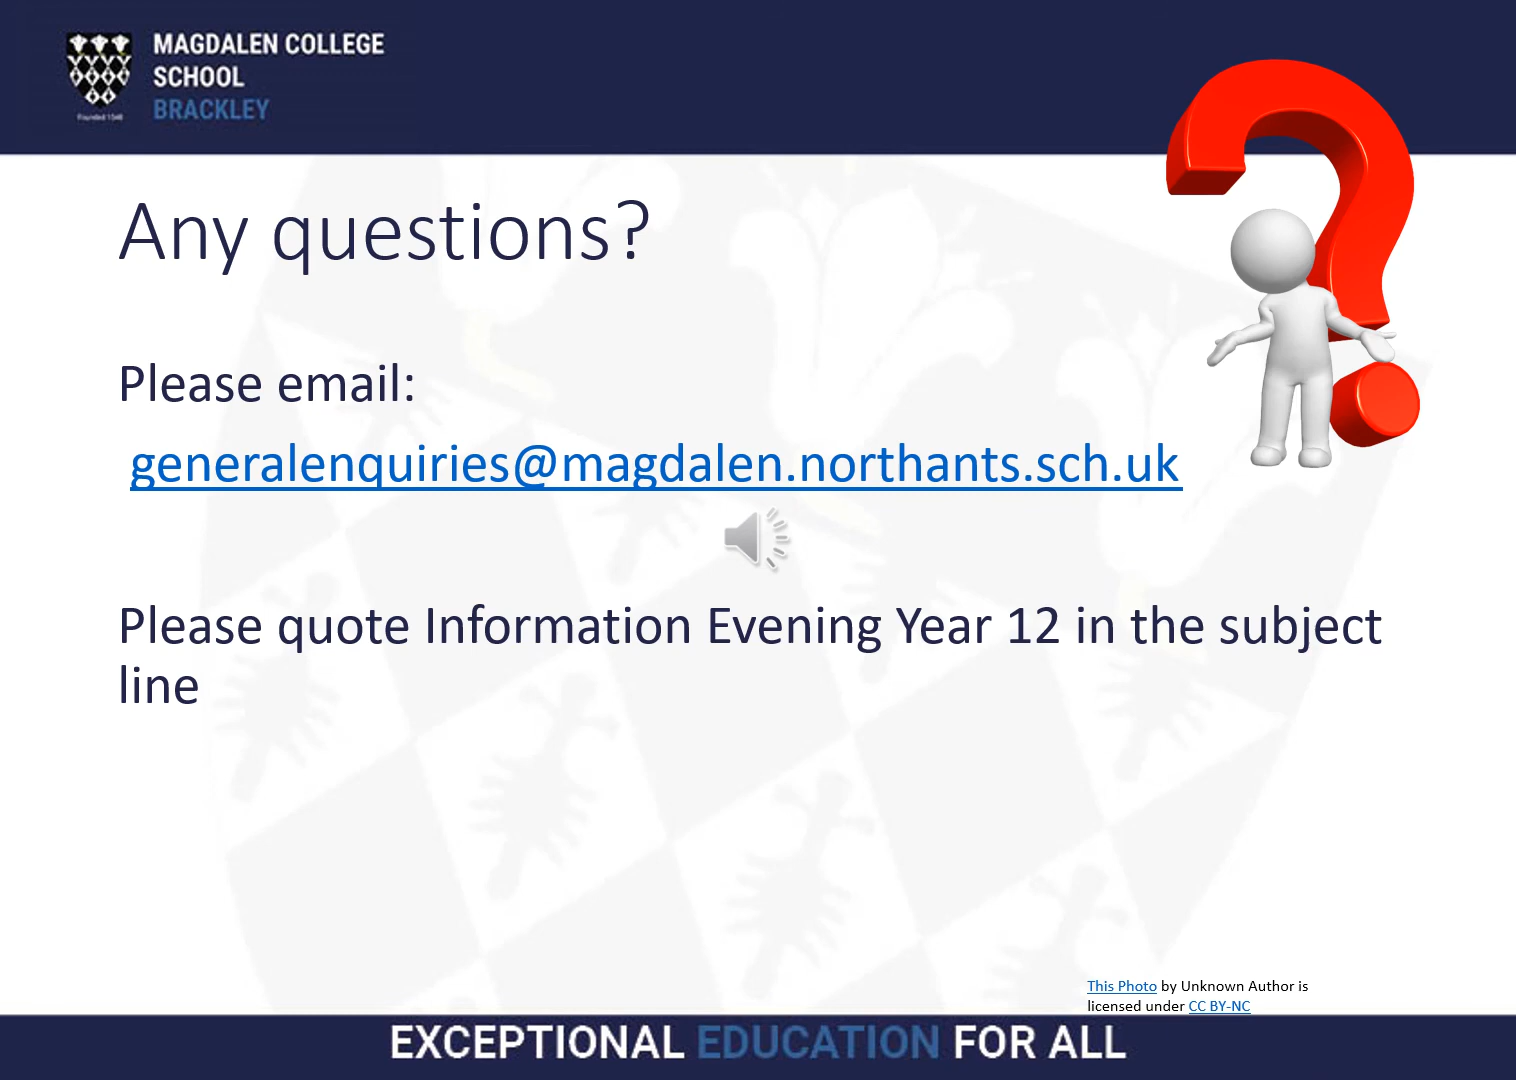 MAGDALEN COLLEGE
SCHOOL
BRACKLEY
Founded 1548
Any questions?
Please email:
generalenquiries@magdalen.northants.sch.uk
Please quote Information Evening Year 12 in the subject
line
This Photo by Unknown Author is
licensed under CC BY-NC
EXCEPTIONAL EDUCATION FOR ALL